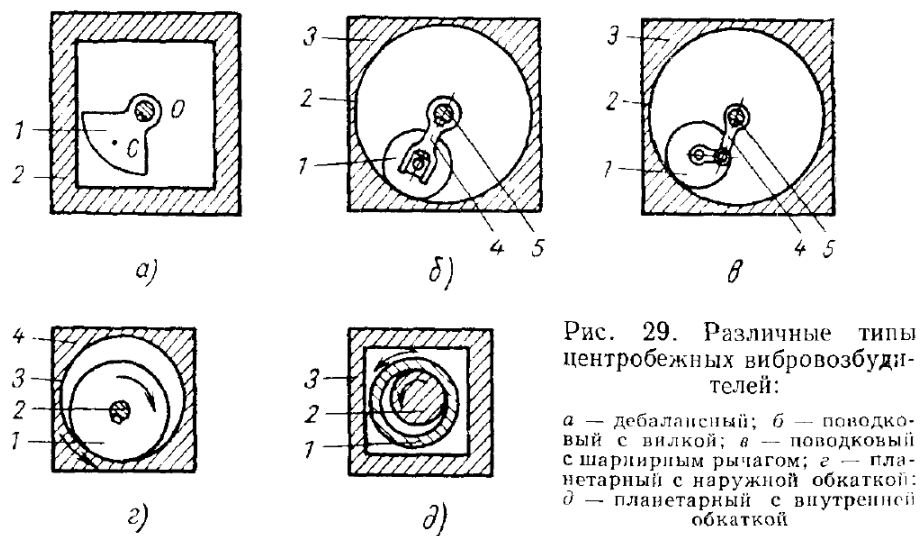 3
3
2
2
1
O
C
1
1
2
4 5
4 5
а)
б)
в
4
3
3
2
2
1
1
г)
д)
Рис. 29. Различные типы
центробежных вибровозбуди-
телей:
а — дебалансный; б — поводко-
вый с вилкой; в — поводковый
с шарнирным рычагом; г — пла-
нетарный с наружной обкаткой;
д — планетарный с внутренней
обкаткой